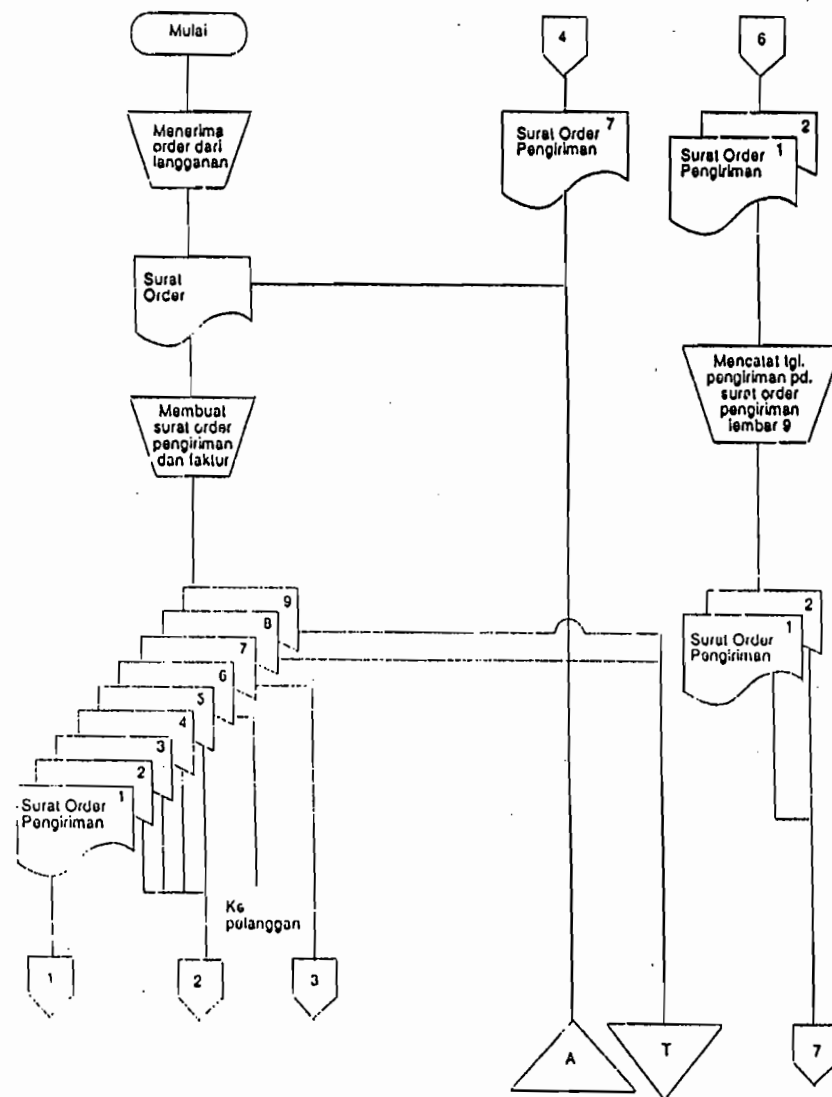 Mulai
Menerima
order dari
langganan
Surat
Order
Membuat
surat order
pengiriman
dan faktur
9
8
7
6
5
4
3
2
Surat Order 1
Pengiriman
Ke
pelanggan
1
2
3
4
Surat Order 7
Pengiriman
A
T
6
2
Surat Order 1
Pengiriman
Mencatat tgl.
pengiriman pd.
surat order
pengiriman
lembar 9
2
Surat Order 1
Pengiriman
7